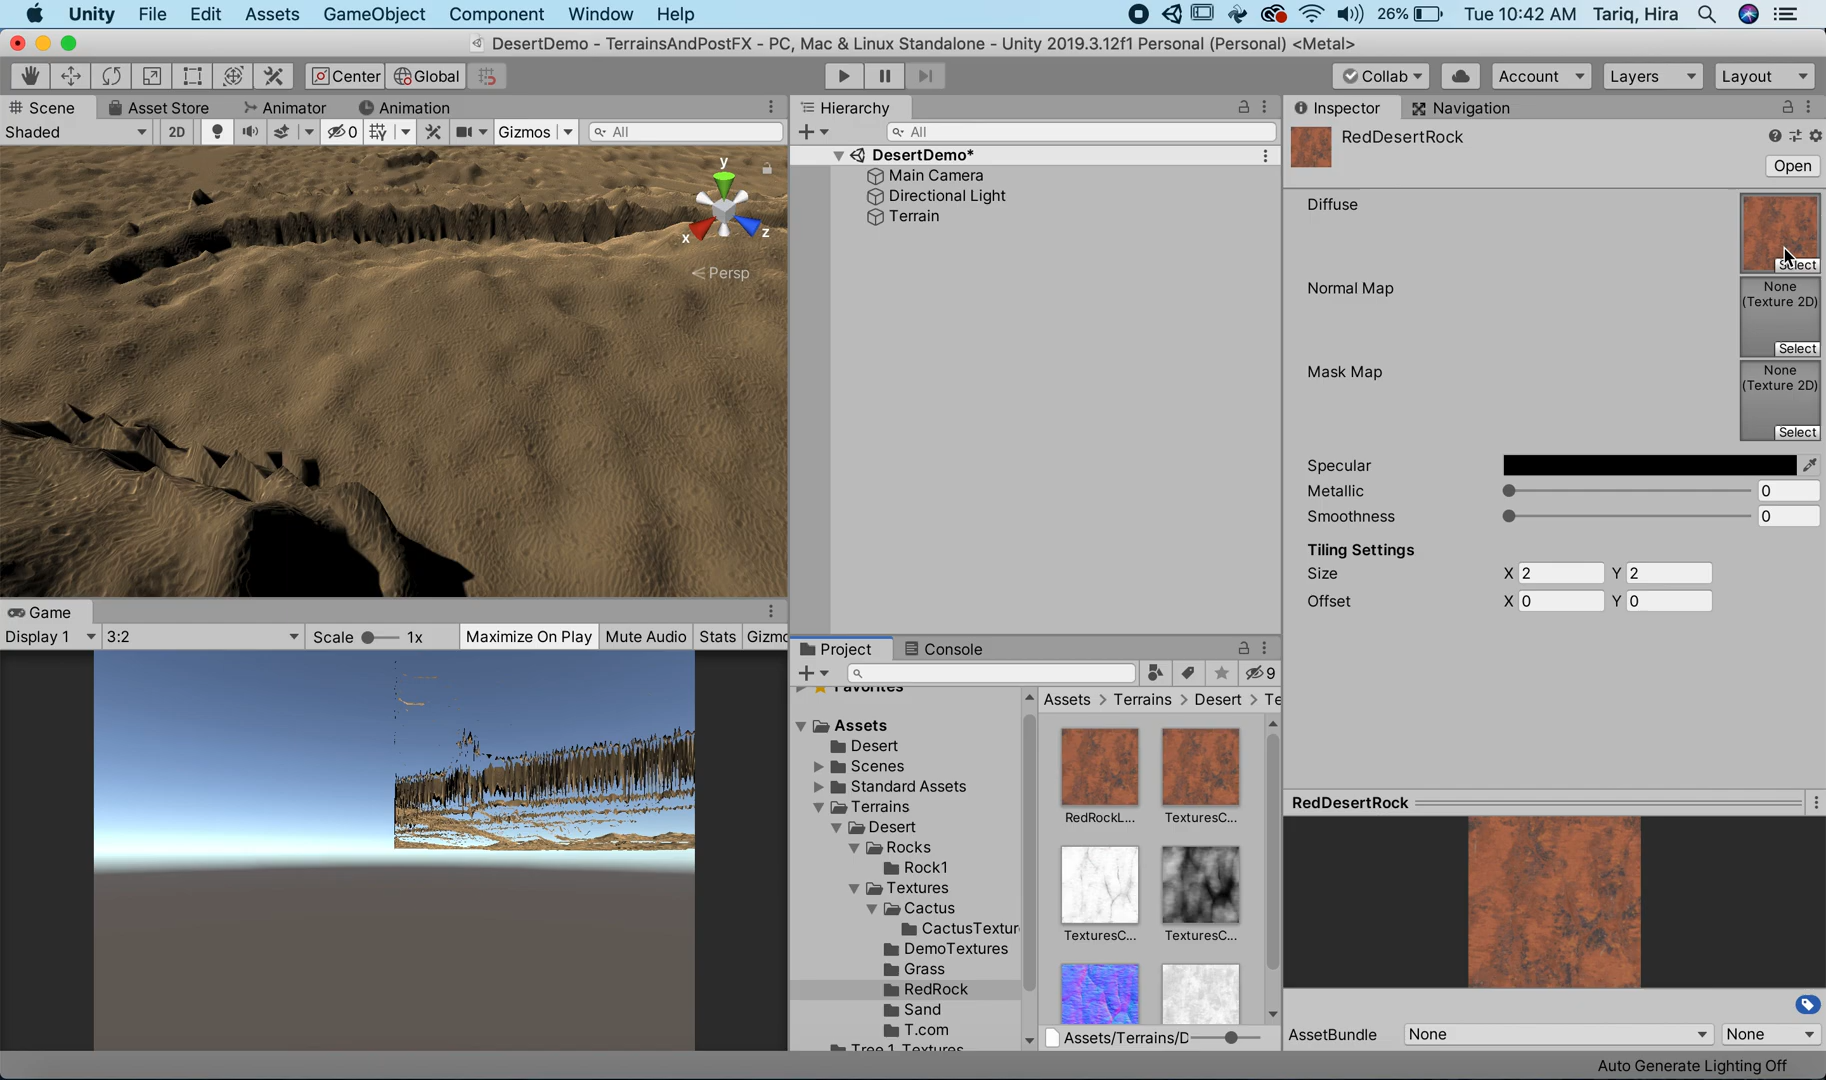 Unity File Edit Assets GameObject Component Window Help 26% Tue 10:42 AM Tariq, Hira
DesertDemo - TerrainsAndPostFX - PC, Mac & Linux Standalone - Unity 2019.3.12f1 Personal (Personal) <Metal>
Center Global Collab Account Layers Layout
Scene Asset Store Animator Animation
Shaded 2D 0 Gizmos All
y
x
z
Persp
Game
Display 1 3:2 Scale 1x Maximize On Play Mute Audio Stats Gizmo
Hierarchy
All
DesertDemo*
Main Camera
Directional Light
Terrain
Project Console
9
Favorites
Assets
Desert
Scenes
Standard Assets
Terrains
Desert
Rocks
Rock1
Textures
Cactus
CactusTextur
DemoTextures
Grass
RedRock
Sand
T.com
Tree 1 Textures
Assets > Terrains > Desert > Te
RedRockL... TexturesC...
TexturesC... TexturesC...
Assets/Terrains/D
Inspector Navigation
RedDesertRock
Open
Diffuse
Select
Normal Map
None
(Texture 2D)
Select
Mask Map
None
(Texture 2D)
Select
Specular
Metallic 0
Smoothness 0
Tiling Settings
Size X 2 Y 2
Offset X 0 Y 0
RedDesertRock
AssetBundle None None
Auto Generate Lighting Off